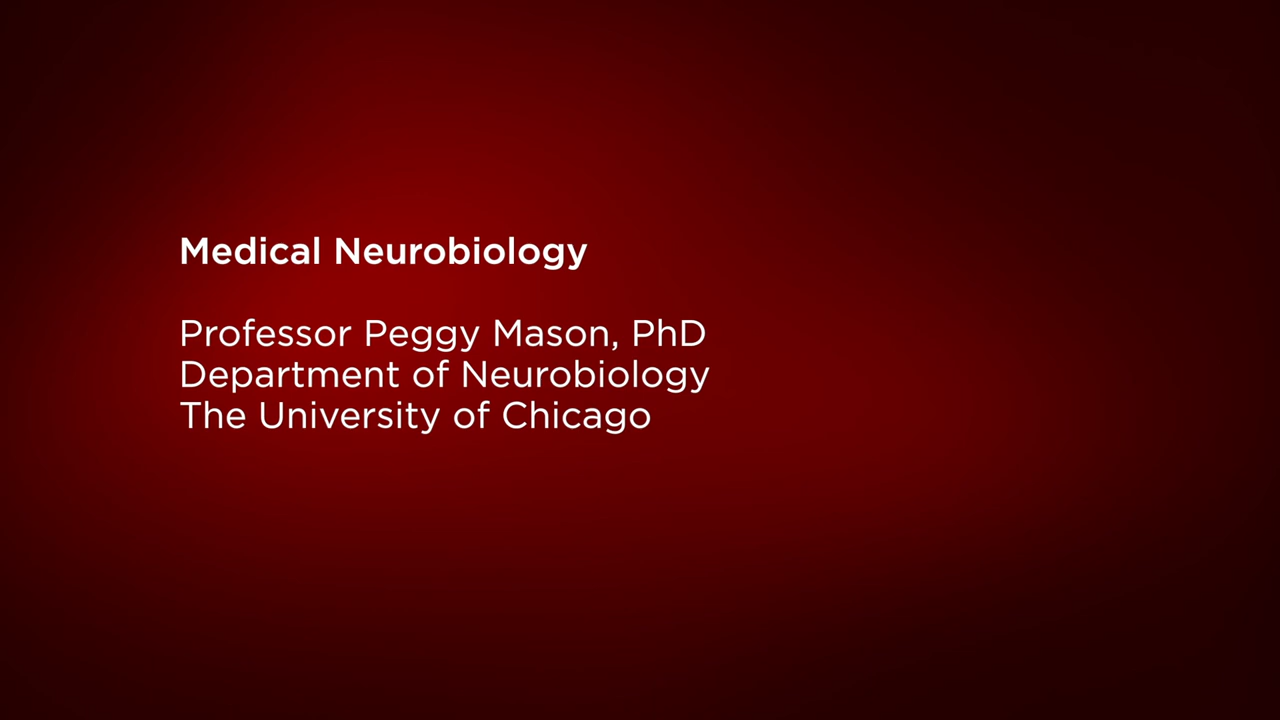 Medical Neurobiology
Professor Peggy Mason, PhD
Department of Neurobiology
The University of Chicago